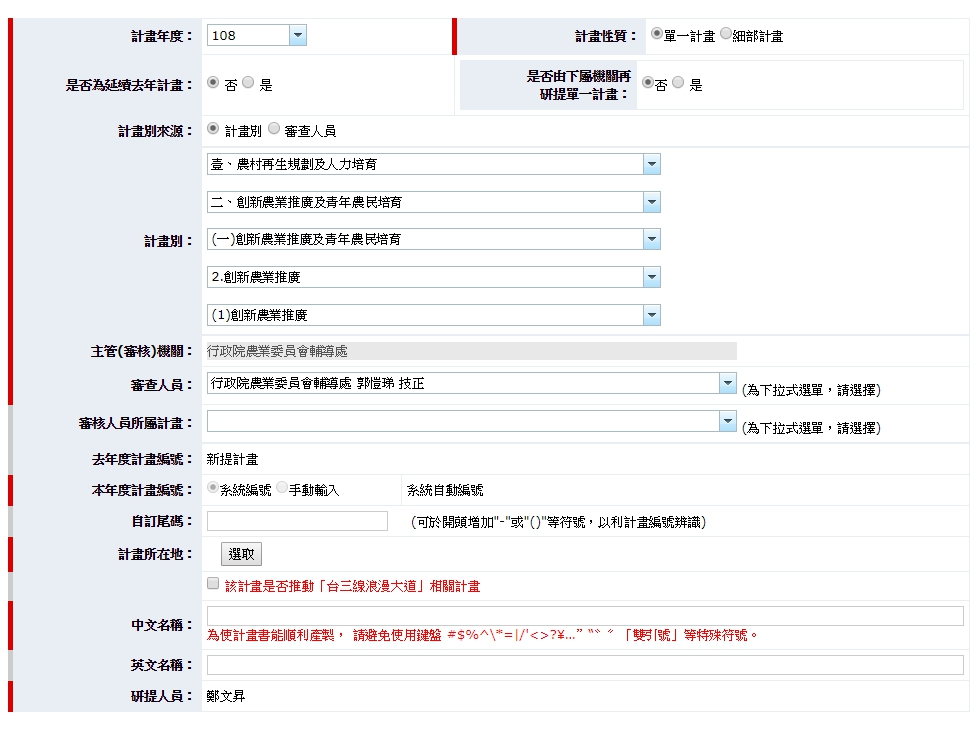 計畫年度： 108 計畫性質： 單一計畫 細部計畫
是否為延續去年計畫： 否 是 是否由下屬機關再
研提單一計畫： 否 是
計畫別來源： 計畫別 審查人員
壹、農村再生規劃及人力培育
二、創新農業推廣及青年農民培育
計畫別： (一)創新農業推廣及青年農民培育
2.創新農業推廣
(1)創新農業推廣
主管(審核)機關： 行政院農業委員會輔導處
審查人員： 行政院農業委員會輔導處 郭愷珶 技正 (為下拉式選單，請選擇)
審核人員所屬計畫： (為下拉式選單，請選擇)
去年度計畫編號： 新提計畫
本年度計畫編號： 系統編號 手動輸入 系統自動編號
自訂尾碼： (可於開頭增加"-"或"()"等符號，以利計畫編號辨識)
計畫所在地： 選取
該計畫是否推動「台三線浪漫大道」相關計畫
中文名稱：
為使計畫書能順利產製， 請避免使用鍵盤 #$%^\*=|/'<>?¥…” 〝〞〞「雙引號」等特殊符號。
英文名稱：
研提人員： 鄭文昇